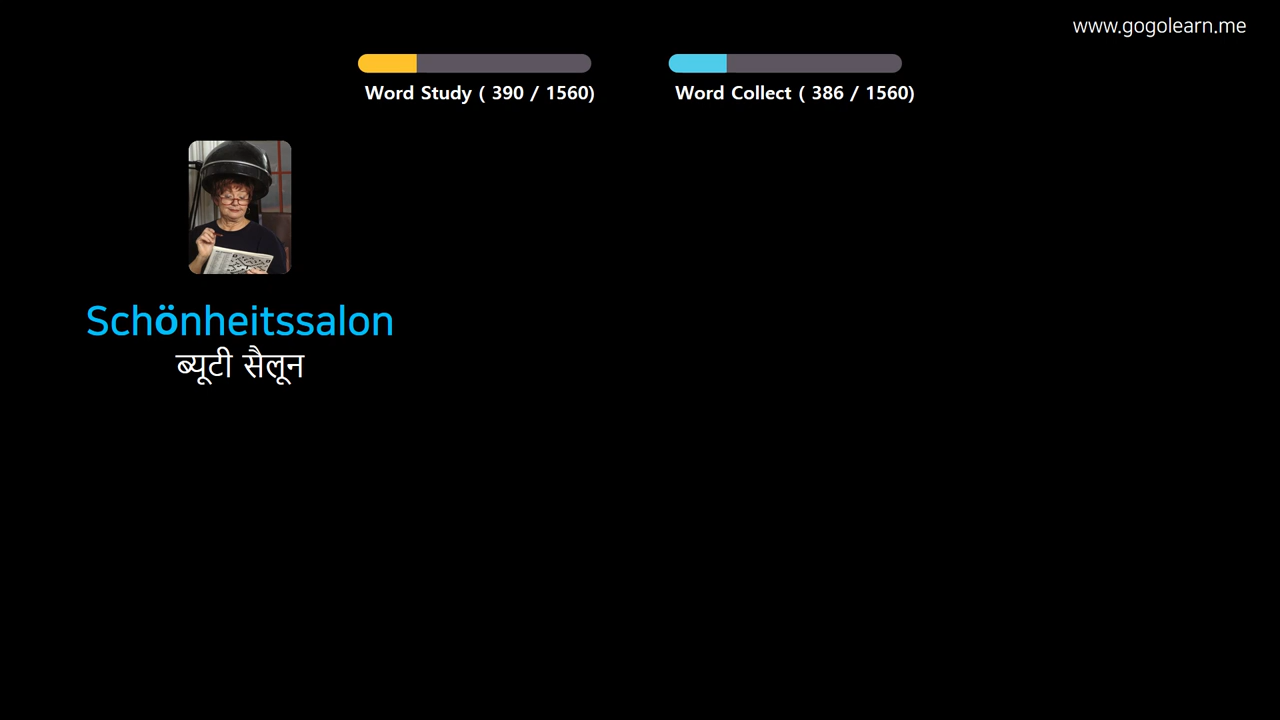 www.gogolearn.me
Word Study ( 390 / 1560)
Word Collect ( 386 / 1560)
Schönheitssalon
ब्यूटी सैलून